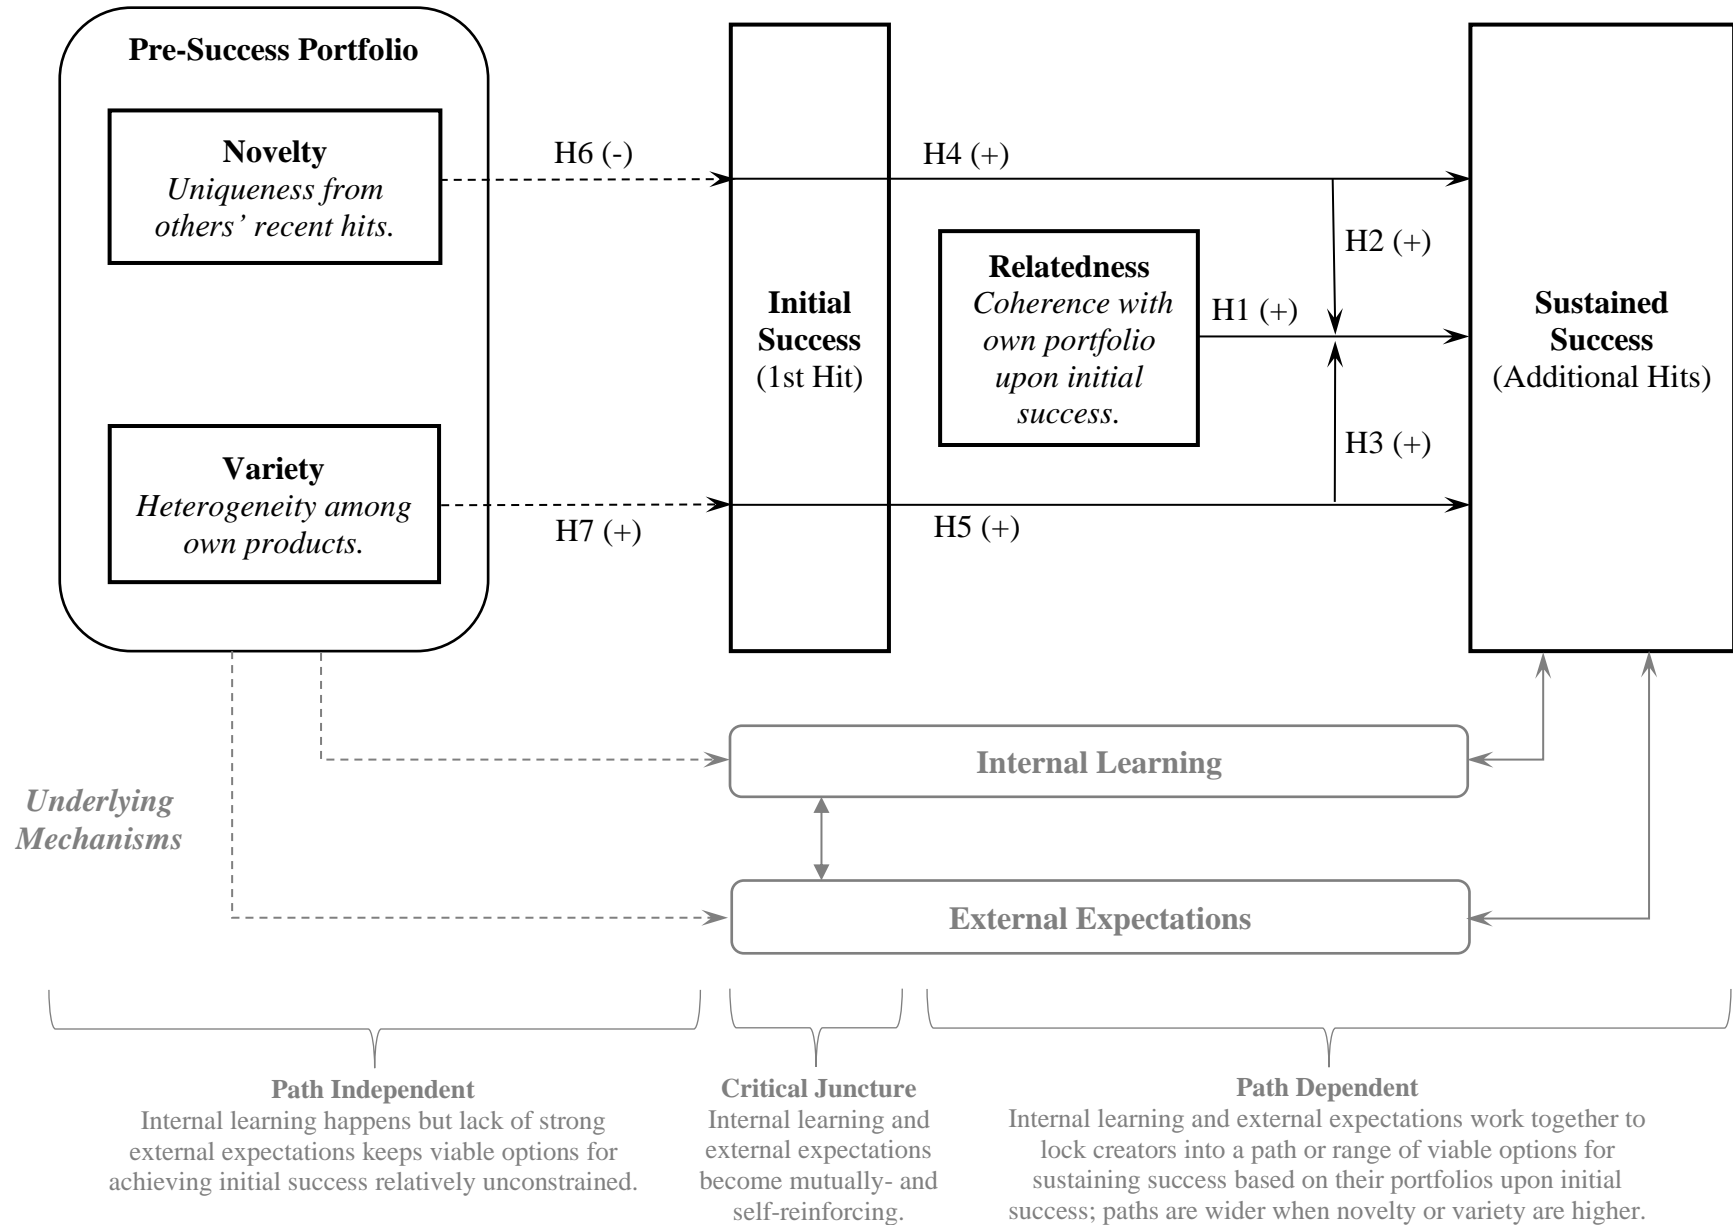 Pre-Success Portfolio
Novelty
Uniqueness from
others’ recent hits.
H6 (-)
Variety
Heterogeneity among
own products.
H7 (+)
Initial
Success
(1st Hit)
H4 (+)
Relatedness
Coherence with
own portfolio
upon initial
success.
H1 (+)
H2 (+)
H3 (+)
H5 (+)
Sustained
Success
(Additional Hits)
Underlying
Mechanisms
Internal Learning
External Expectations
Path Independent
Internal learning happens but lack of strong
external expectations keeps viable options for
achieving initial success relatively unconstrained.
Critical Juncture
Internal learning and
external expectations
become mutually- and
self-reinforcing.
Path Dependent
Internal learning and external expectations work together to
lock creators into a path or range of viable options for
sustaining success based on their portfolios upon initial
success; paths are wider when novelty or variety are higher.